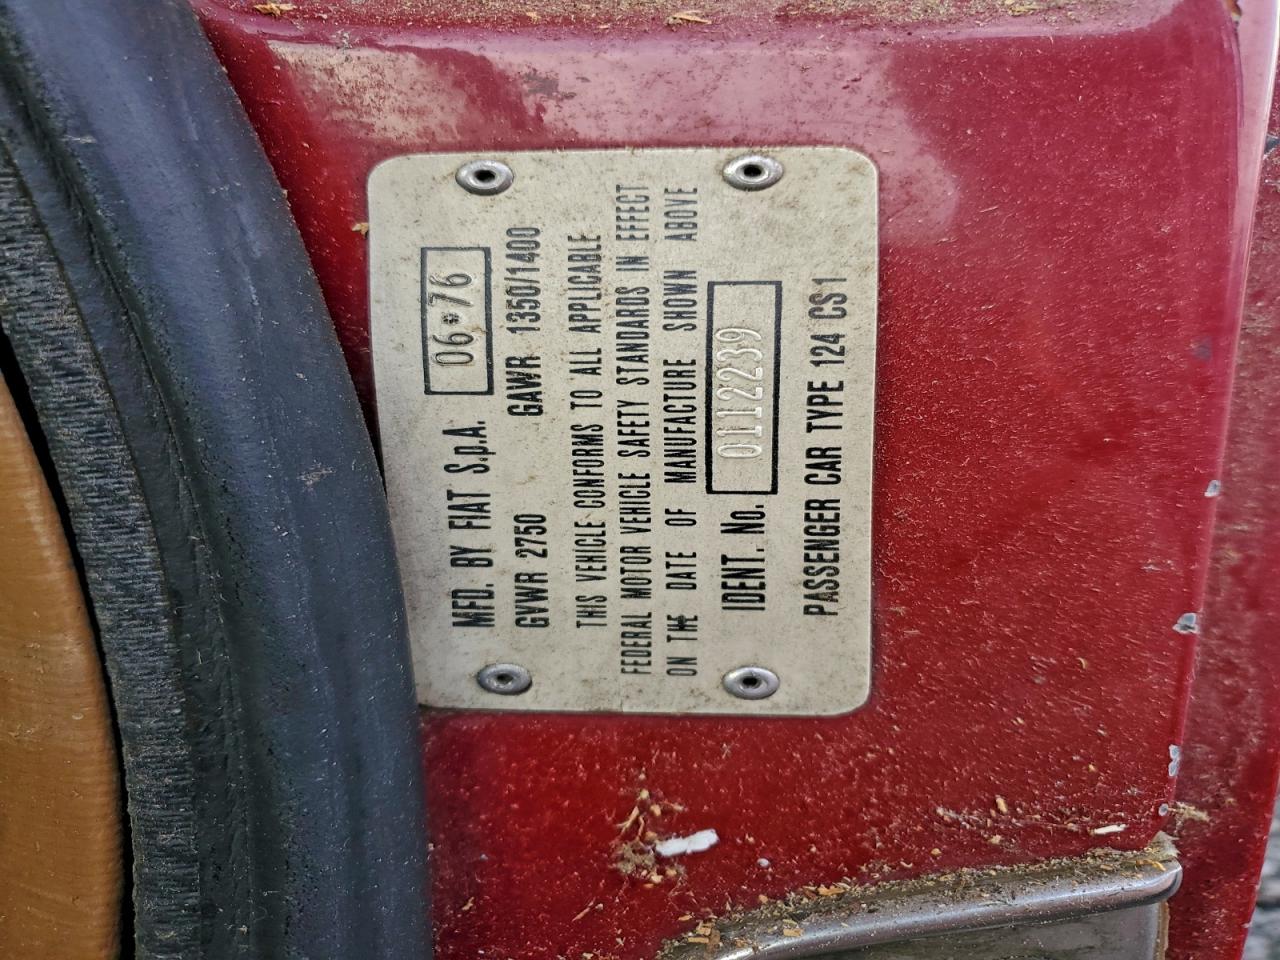 MFD. BY FIAT S.p.A. 06-76
GVWR 2750 GAWR 1350/1400
THIS VEHICLE CONFORMS TO ALL APPLICABLE
FEDERAL MOTOR VEHICLE SAFETY STANDARDS IN EFFECT
ON THE DATE OF MANUFACTURE SHOWN ABOVE
IDENT. No. 0112239
PASSENGER CAR TYPE 124 CS1